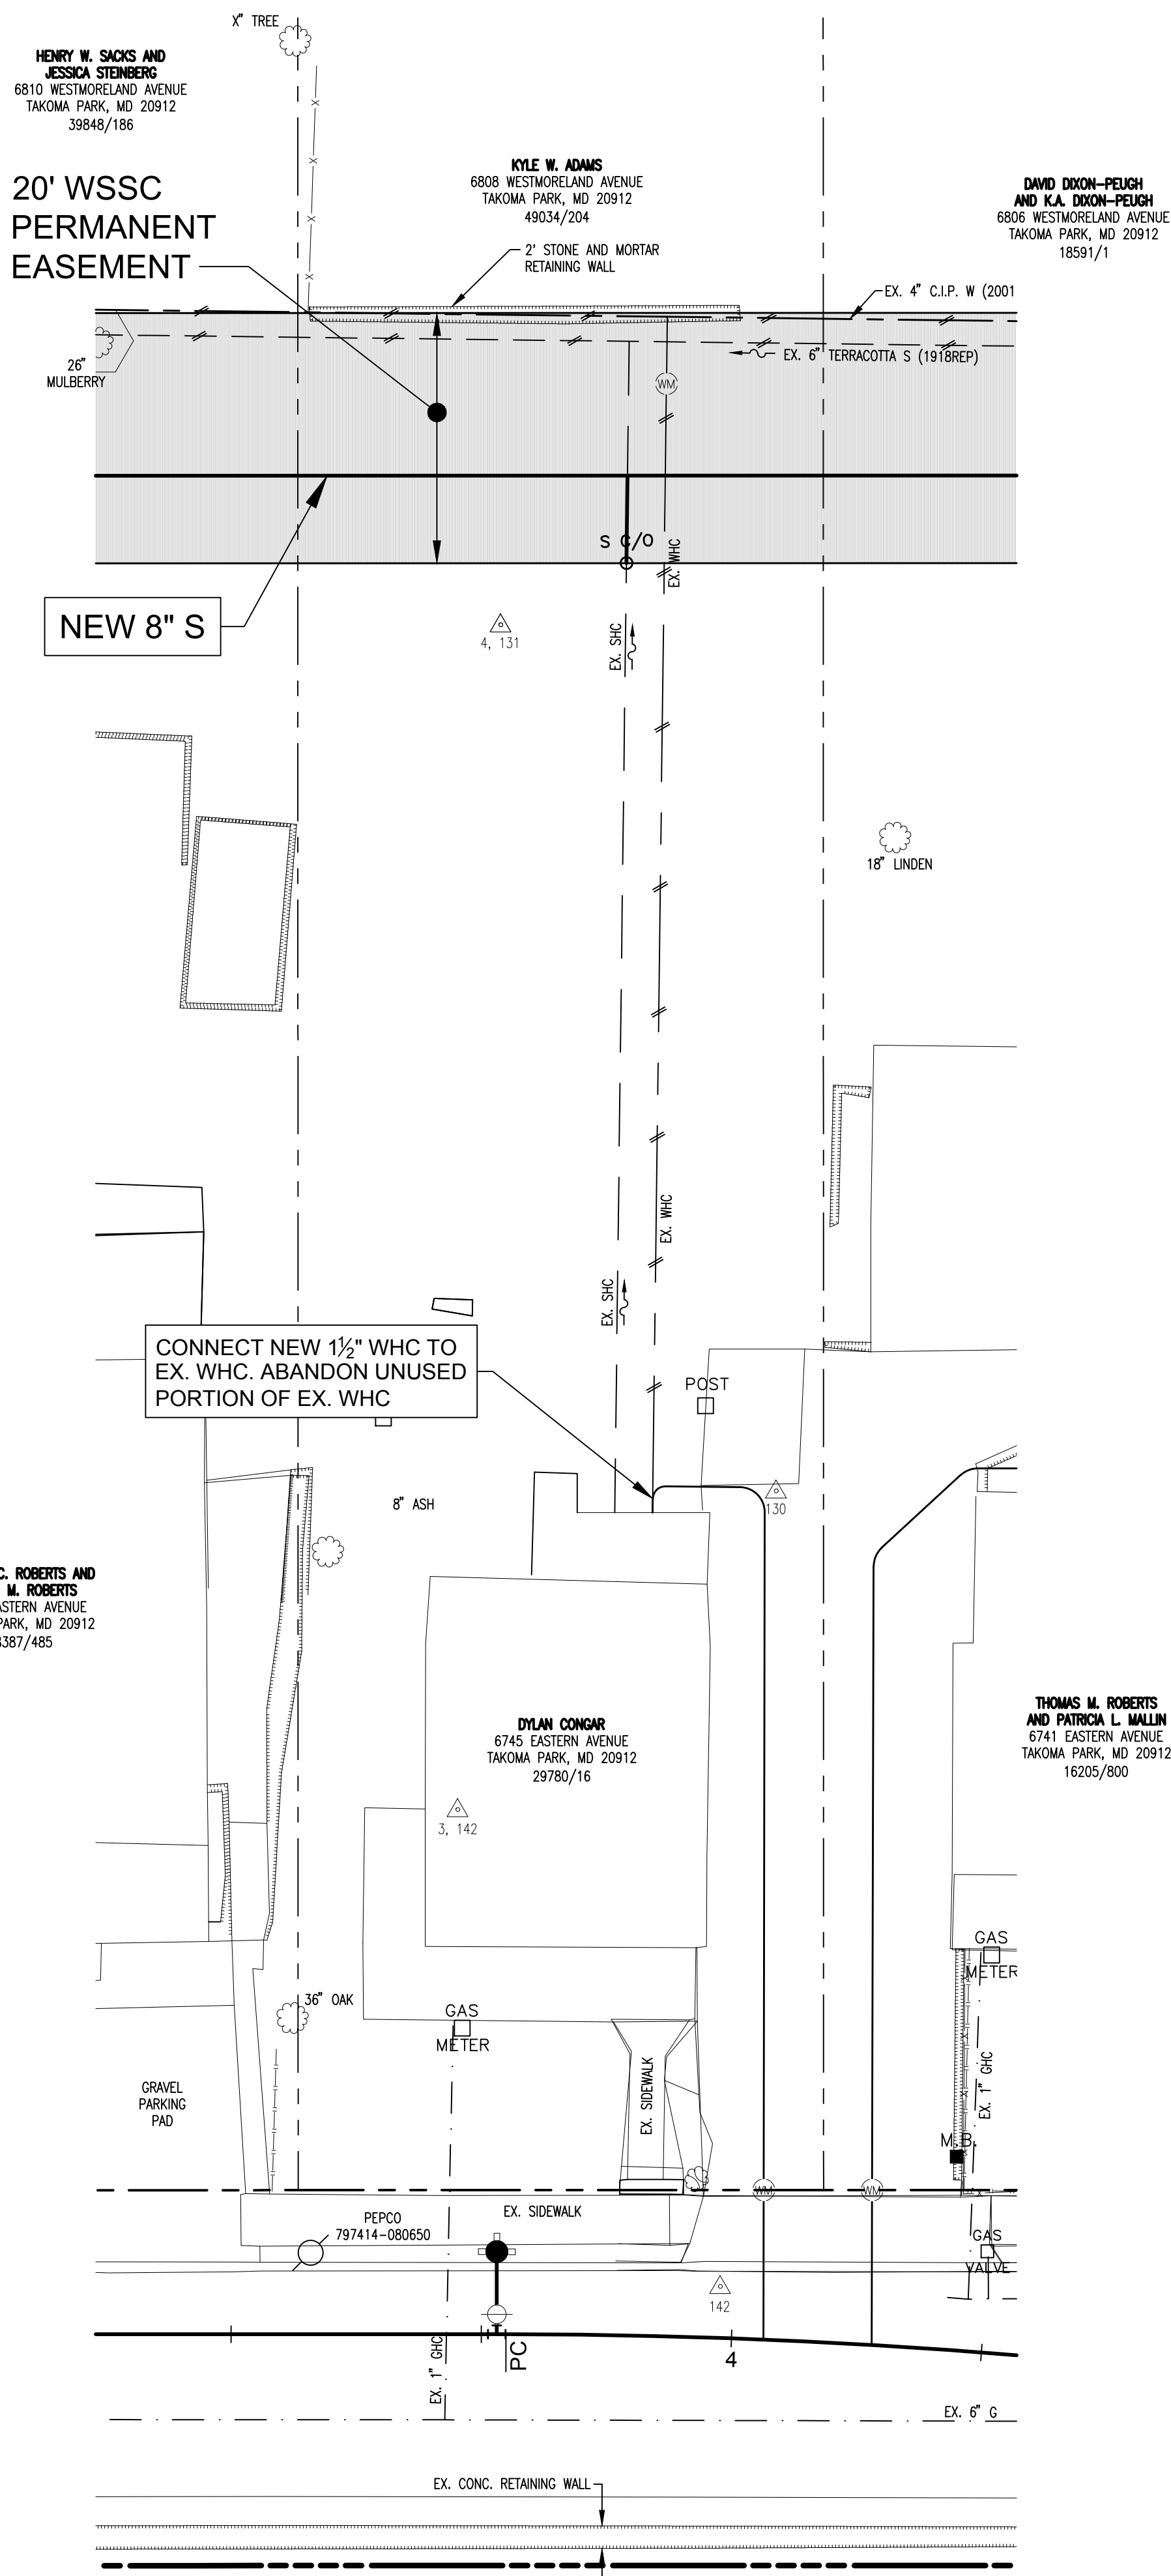 X" TREE
HENRY W. SACKS AND
JESSICA STEINBERG
6810 WESTMORELAND AVENUE
TAKOMA PARK, MD 20912
39848/186
KYLE W. ADAMS
6808 WESTMORELAND AVENUE
TAKOMA PARK, MD 20912
49034/204
DAVID DIXON-PEUGH
AND K.A. DIXON-PEUGH
6806 WESTMORELAND AVENUE
TAKOMA PARK, MD 20912
18591/1
20' WSSC
PERMANENT
EASEMENT
2' STONE AND MORTAR
RETAINING WALL
EX. 4" C.I.P. W (2001
EX. 6" TERRACOTTA S (1918REP)
26"
MULBERRY
WM
S C/O
EX. WHC
NEW 8" S
4, 131
EX. SHC
18" LINDEN
EX. WHC
EX. SHC
CONNECT NEW 1½" WHC TO
EX. WHC. ABANDON UNUSED
PORTION OF EX. WHC
POST
8" ASH
130
C. ROBERTS AND
M. ROBERTS
ASTERN AVENUE
PARK, MD 20912
3387/485
DYLAN CONGAR
6745 EASTERN AVENUE
TAKOMA PARK, MD 20912
29780/16
THOMAS M. ROBERTS
AND PATRICIA L. MALLIN
6741 EASTERN AVENUE
TAKOMA PARK, MD 20912
16205/800
3, 142
GAS
METER
36" OAK
GAS
METER
EX. SIDEWALK
EX. 1" GHC
GRAVEL
PARKING
PAD
M.B.
WM
WM
PEPCO
797414-080650
EX. SIDEWALK
GAS
VALVE
142
EX. 1" GHC
PC
4
EX. 6" G
EX. CONC. RETAINING WALL